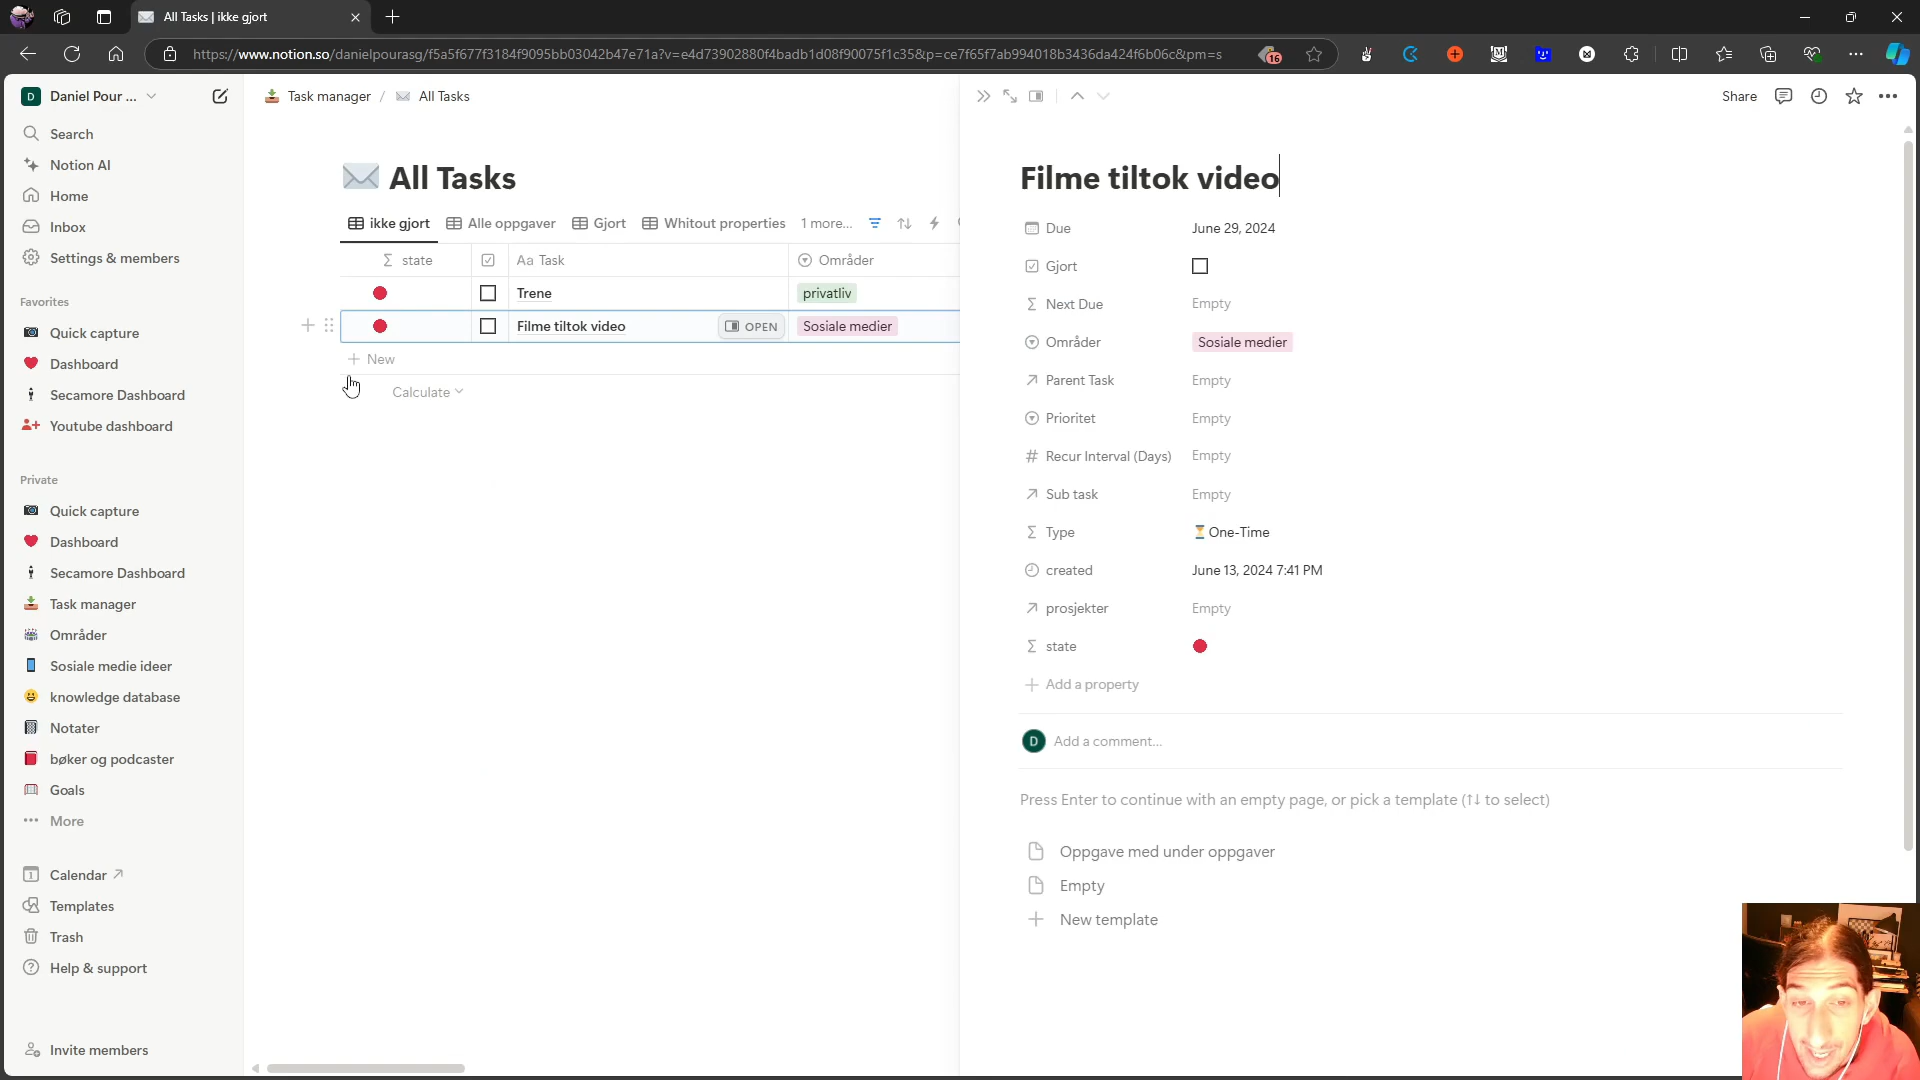 All Tasks | ikke gjort
https://www.notion.so/danielpourasg/f5a5f677f3184f9095bb03042b47e71a?v=e4d73902880f4badb1d08f90075f1c35&p=ce7f65f7ab994018b3436da424f6b06c&pm=s
16
D Daniel Pour ...
Search
Notion AI
Home
Inbox
Settings & members
Favorites
Quick capture
Dashboard
Secamore Dashboard
Youtube dashboard
Private
Quick capture
Dashboard
Secamore Dashboard
Task manager
Områder
Sosiale medie ideer
knowledge database
Notater
bøker og podcaster
Goals
More
Calendar
Templates
Trash
Help & support
Invite members
Task manager / All Tasks
All Tasks
ikke gjort Alle oppgaver Gjort Whitout properties 1 more...
Σ state Aa Task Områder
Trene privatliv
Filme tiltok video OPEN Sosiale medier
+ New
Calculate
Share
Filme tiltok video
Due June 29, 2024
Gjort
Σ Next Due Empty
Områder Sosiale medier
Parent Task Empty
Prioritet Empty
# Recur Interval (Days) Empty
Sub task Empty
Σ Type ⏳One-Time
created June 13, 2024 7:41 PM
prosjekter Empty
Σ state
+ Add a property
D Add a comment...
Press Enter to continue with an empty page, or pick a template (↑↓ to select)
Oppgave med under oppgaver
Empty
+ New template